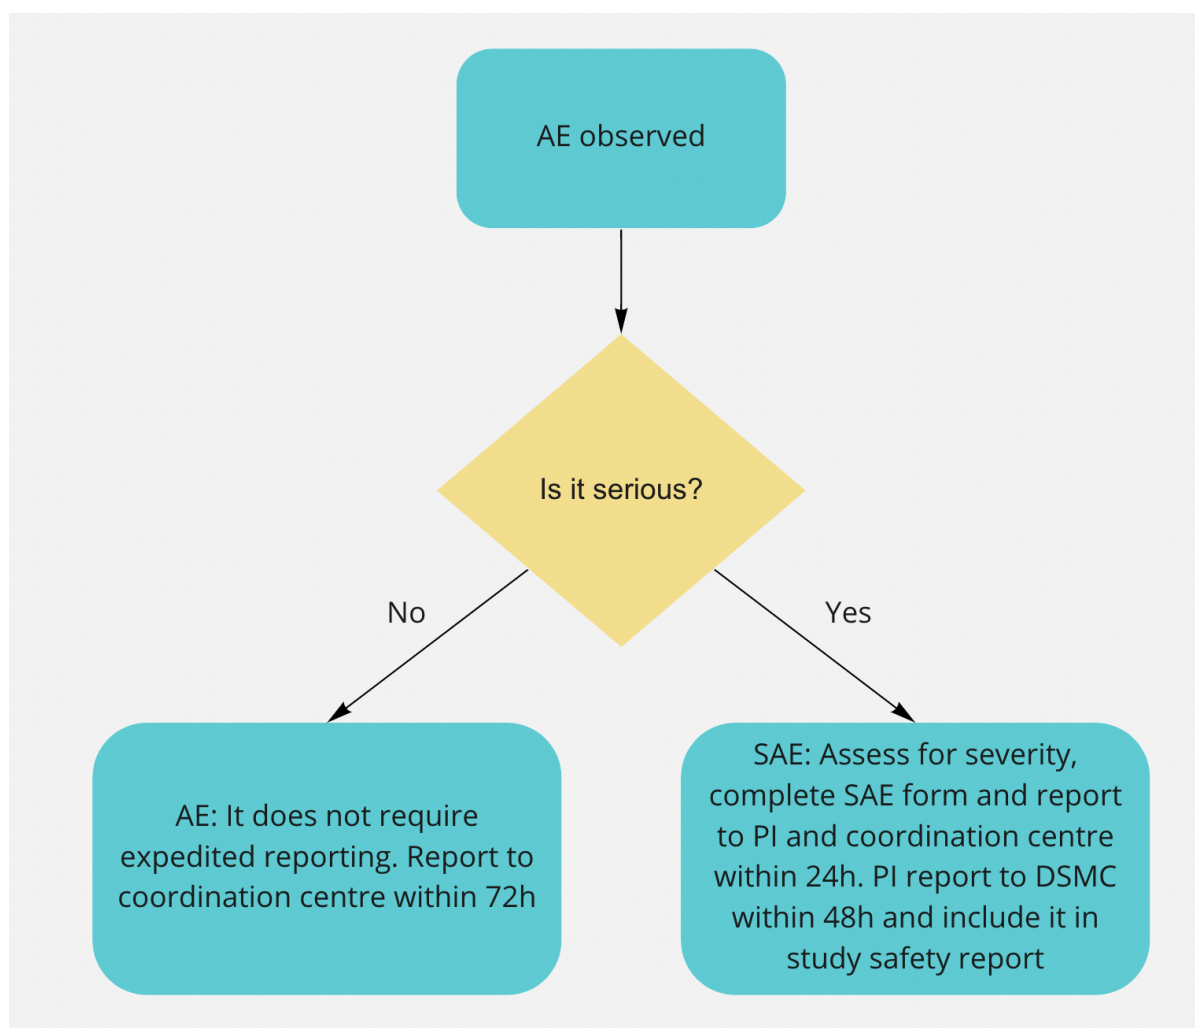 AE observed
Is it serious?
No
Yes
AE: It does not require
expedited reporting. Report to
coordination centre within 72h
SAE: Assess for severity,
complete SAE form and report
to PI and coordination centre
within 24h. PI report to DSMC
within 48h and include it in
study safety report